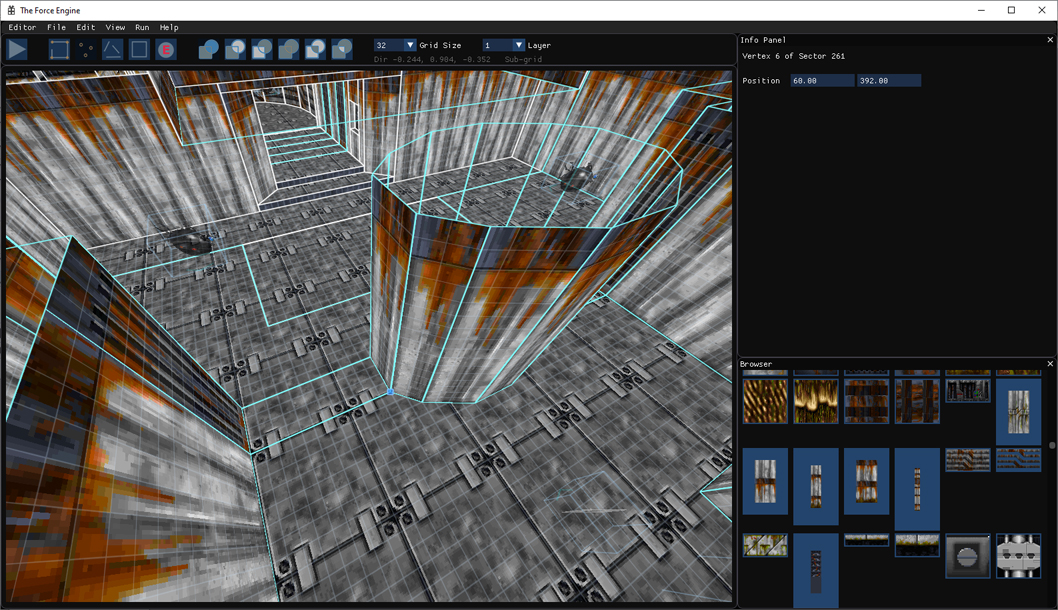 The Force Engine
Editor File Edit View Run Help
E 32 Grid Size 1 Layer
Dir -0.244, 0.904, -0.352 Sub-grid
Info Panel
Vertex 6 of Sector 261
Position 60.00 392.00
Browser